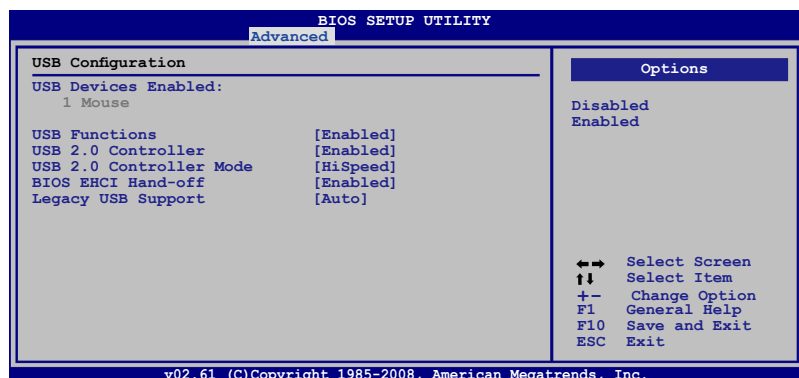 BIOS SETUP UTILITY
Advanced
USB Configuration
USB Devices Enabled:
1 Mouse
USB Functions [Enabled]
USB 2.0 Controller [Enabled]
USB 2.0 Controller Mode [HiSpeed]
BIOS EHCI Hand-off [Enabled]
Legacy USB Support [Auto]
Options
Disabled
Enabled
←→ Select Screen
↑↓ Select Item
+- Change Option
F1 General Help
F10 Save and Exit
ESC Exit
v02.61 (C)Copyright 1985-2008, American Megatrends, Inc.